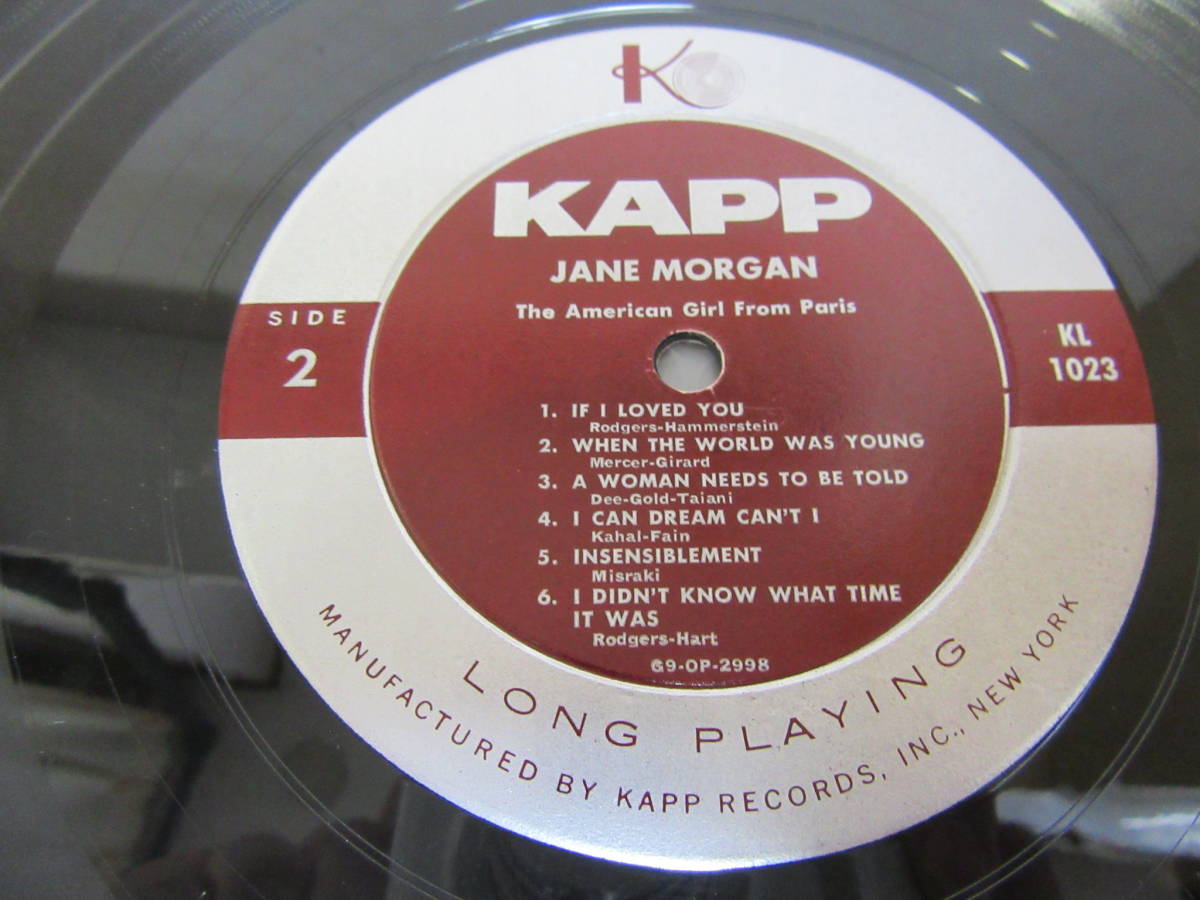 K
KAPP
JANE MORGAN
The American Girl From Paris
SIDE
2
KL
1023
1. IF I LOVED YOU
Rodgers-Hammerstein
2. WHEN THE WORLD WAS YOUNG
Mercer-Girard
3. A WOMAN NEEDS TO BE TOLD
Dee-Gold-Taiani
4. I CAN DREAM CAN'T I
Kahal-Fain
5. INSENSIBLEMENT
Misraki
6. I DIDN'T KNOW WHAT TIME
IT WAS
Rodgers-Hart
G9-OP-2998
LONG PLAYING
MANUFACTURED BY KAPP RECORDS, INC., NEW YORK